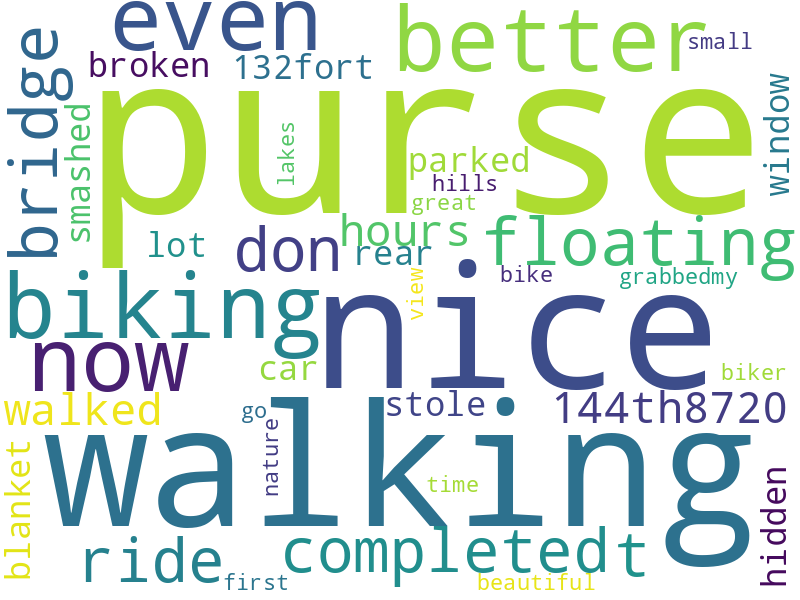 even
better
small
broken
132fort
purse
bridge
smashed
lakes
parked
hills
great
window
hours
lot
don
rear
floating
biking
nice
view
bike
grabbedmy
now
car
biker
walked
go
stole
144th8720
walking
blanket
nature
time
hidden
ride
completed
t
first
beautiful